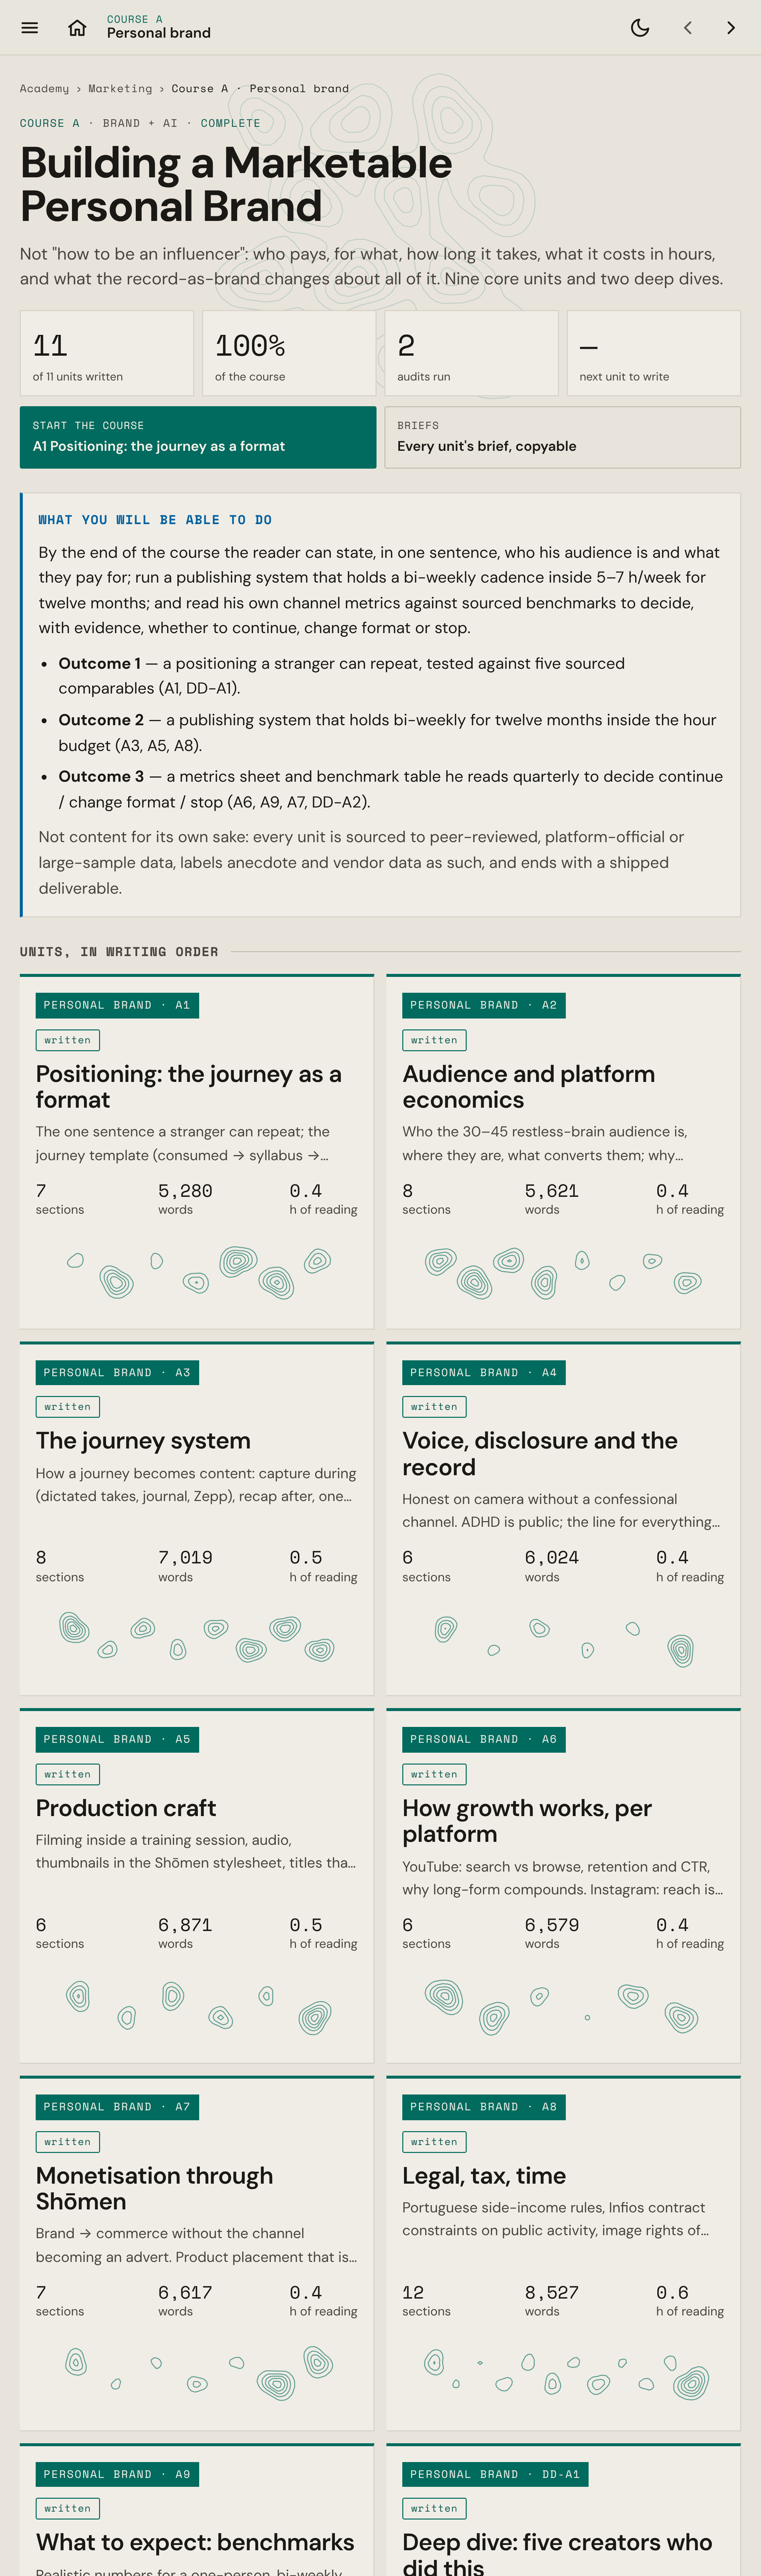 COURSE A
Personal brand
Academy › Marketing › Course A · Personal brand
COURSE A · BRAND + AI · COMPLETE
Building a Marketable
Personal Brand
Not "how to be an influencer": who pays, for what, how long it takes, what it costs in hours,
and what the record-as-brand changes about all of it. Nine core units and two deep dives.
11
of 11 units written
100%
of the course
2
audits run
—
next unit to write
START THE COURSE
A1 Positioning: the journey as a format
BRIEFS
Every unit's brief, copyable
WHAT YOU WILL BE ABLE TO DO
By the end of the course the reader can state, in one sentence, who his audience is and what
they pay for; run a publishing system that holds a bi-weekly cadence inside 5–7 h/week for
twelve months; and read his own channel metrics against sourced benchmarks to decide,
with evidence, whether to continue, change format or stop.
• Outcome 1 — a positioning a stranger can repeat, tested against five sourced
comparables (A1, DD-A1).
• Outcome 2 — a publishing system that holds bi-weekly for twelve months inside the hour
budget (A3, A5, A8).
• Outcome 3 — a metrics sheet and benchmark table he reads quarterly to decide continue
/ change format / stop (A6, A9, A7, DD-A2).
Not content for its own sake: every unit is sourced to peer-reviewed, platform-official or
large-sample data, labels anecdote and vendor data as such, and ends with a shipped
deliverable.
UNITS, IN WRITING ORDER
PERSONAL BRAND · A1
written
Positioning: the journey as a
format
The one sentence a stranger can repeat; the
journey template (consumed → syllabus →…
7 5,280 0.4
sections words h of reading
PERSONAL BRAND · A2
written
Audience and platform
economics
Who the 30–45 restless-brain audience is,
where they are, what converts them; why…
8 5,621 0.4
sections words h of reading
PERSONAL BRAND · A3
written
The journey system
How a journey becomes content: capture during
(dictated takes, journal, Zepp), recap after, one…
8 7,019 0.5
sections words h of reading
PERSONAL BRAND · A4
written
Voice, disclosure and the
record
Honest on camera without a confessional
channel. ADHD is public; the line for everything…
6 6,024 0.4
sections words h of reading
PERSONAL BRAND · A5
written
Production craft
Filming inside a training session, audio,
thumbnails in the Shōmen stylesheet, titles tha…
6 6,871 0.5
sections words h of reading
PERSONAL BRAND · A6
written
How growth works, per
platform
YouTube: search vs browse, retention and CTR,
why long-form compounds. Instagram: reach is…
6 6,579 0.4
sections words h of reading
PERSONAL BRAND · A7
written
Monetisation through
Shōmen
Brand → commerce without the channel
becoming an advert. Product placement that is…
7 6,617 0.4
sections words h of reading
PERSONAL BRAND · A8
written
Legal, tax, time
Portuguese side-income rules, Infios contract
constraints on public activity, image rights of…
12 8,527 0.6
sections words h of reading
PERSONAL BRAND · A9
written
What to expect: benchmarks
Realistic numbers for a one-person, bi-weekly
PERSONAL BRAND · DD-A1
written
Deep dive: five creators who
did this